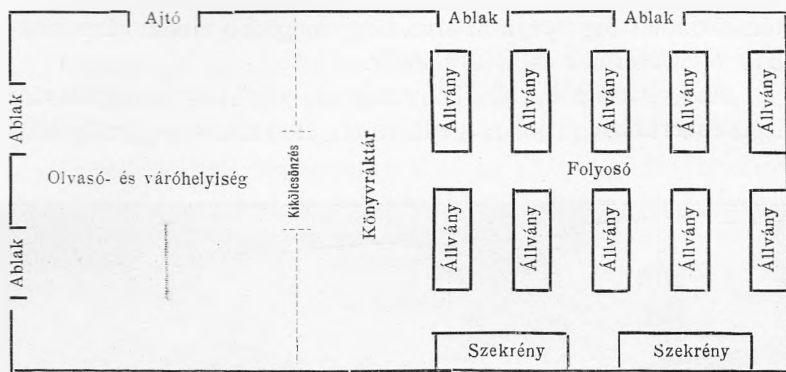 Ajtó
Ablak
Ablak
Ablak
Állvány
Állvány
Állvány
Állvány
Állvány
Olvasó- és váróhelyiség
Kikölcsönzés
Könyvráktár
Folyosó
Ablak
Állvány
Állvány
Állvány
Állvány
Állvány
Szekrény
Szekrény